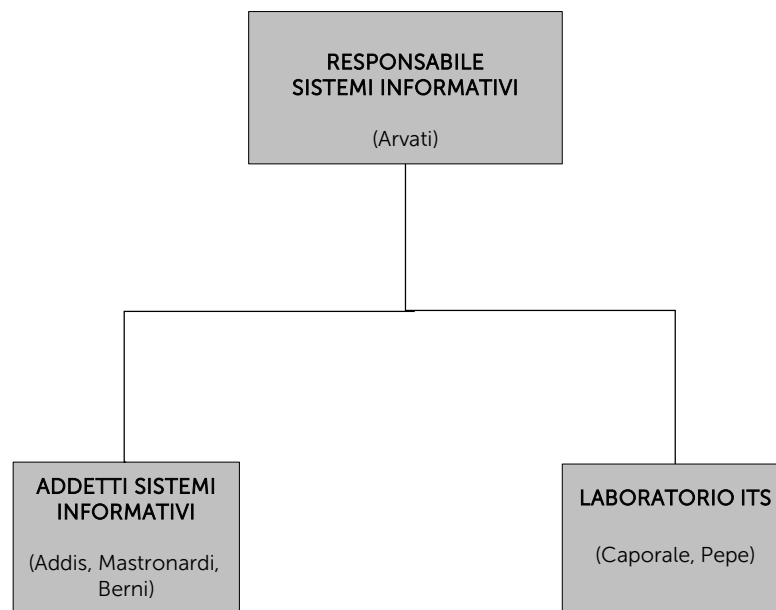 RESPONSABILE
SISTEMI INFORMATIVI
(Arvati)
ADDETTI SISTEMI
INFORMATIVI
(Addis, Mastronardi,
Berni)
LABORATORIO ITS
(Caporale, Pepe)